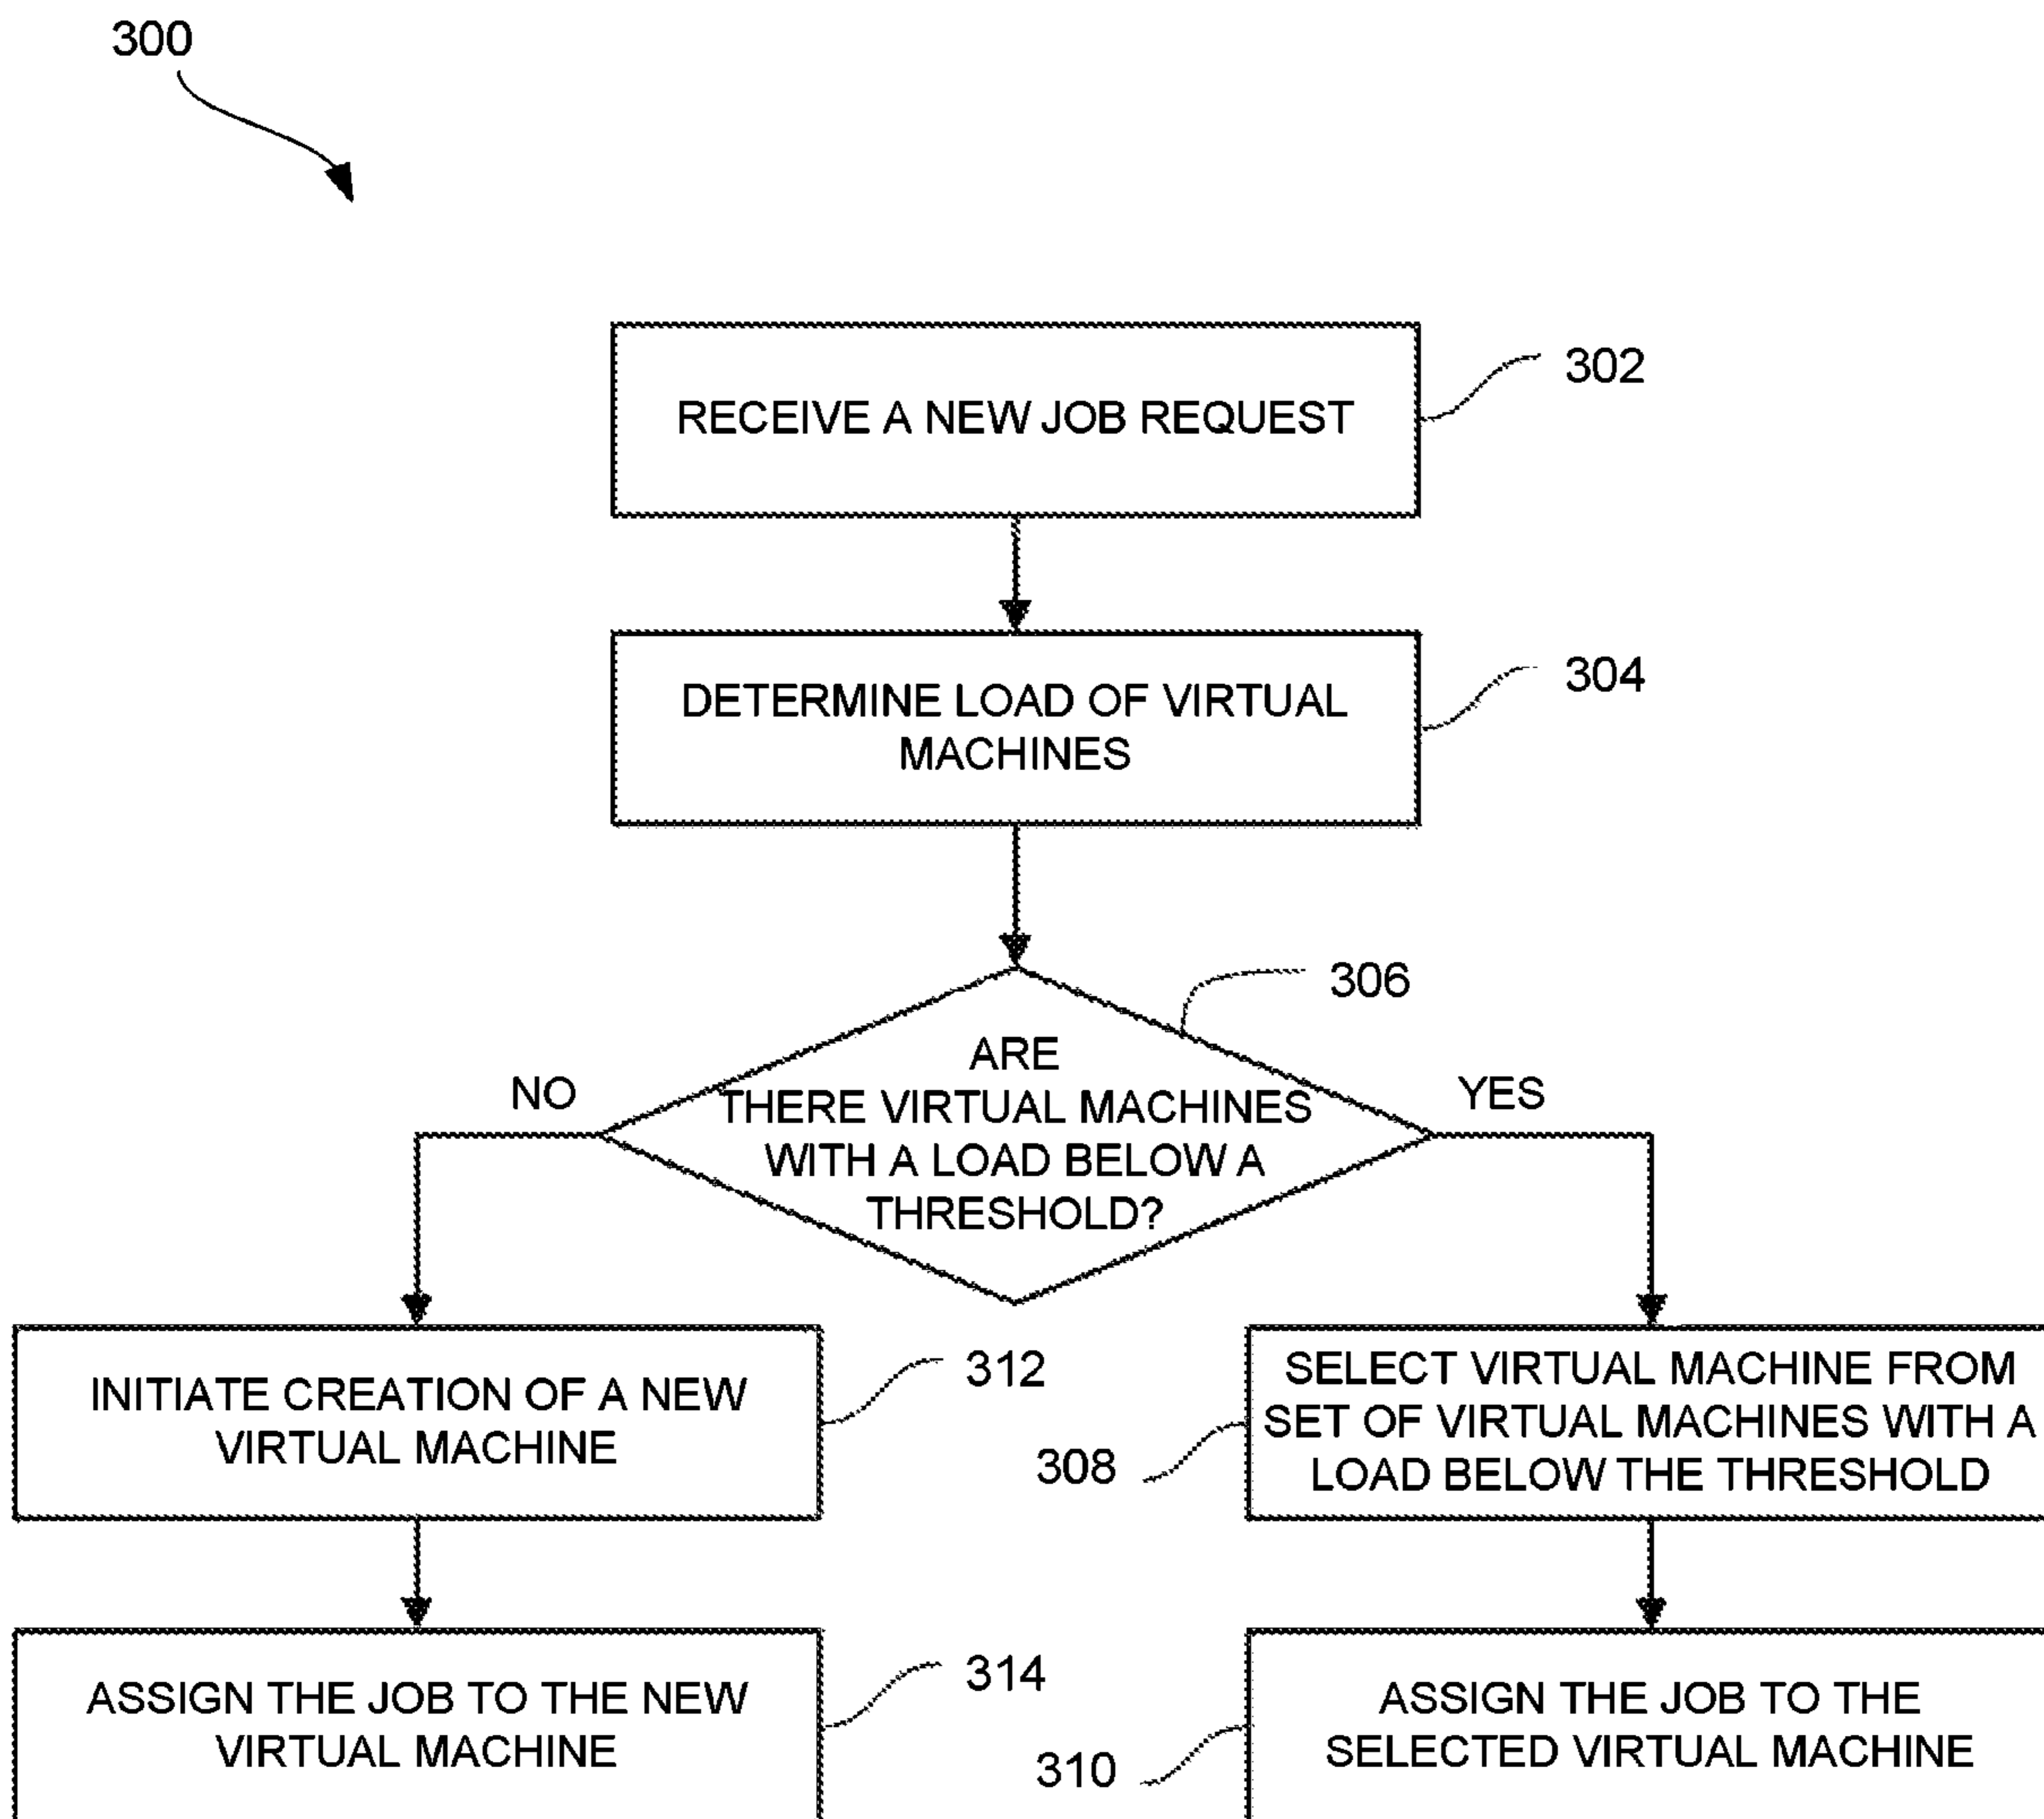 300
RECEIVE A NEW JOB REQUEST
302
DETERMINE LOAD OF VIRTUAL
MACHINES
304
306
ARE
THERE VIRTUAL MACHINES
WITH A LOAD BELOW A
THRESHOLD?
NO
YES
INITIATE CREATION OF A NEW
VIRTUAL MACHINE
312
SELECT VIRTUAL MACHINE FROM
SET OF VIRTUAL MACHINES WITH A
LOAD BELOW THE THRESHOLD
308
ASSIGN THE JOB TO THE NEW
VIRTUAL MACHINE
314
ASSIGN THE JOB TO THE
SELECTED VIRTUAL MACHINE
310